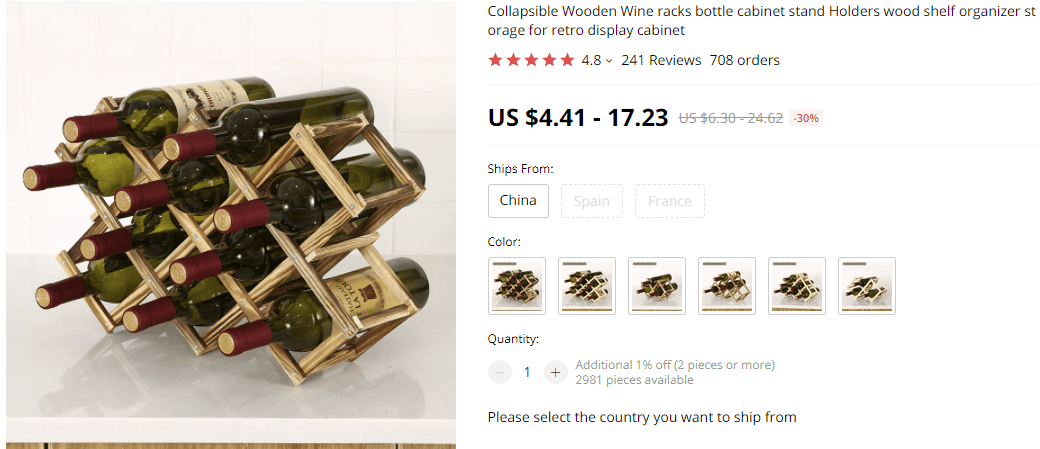 Collapsible Wooden Wine racks bottle cabinet stand Holders wood shelf organizer st
orage for retro display cabinet
4.8 241 Reviews 708 orders
US $4.41 - 17.23 US $6.30 - 24.62 -30%
Ships From:
China Spain France
Color:
Quantity:
1 Additional 1% off (2 pieces or more)
2981 pieces available
Please select the country you want to ship from